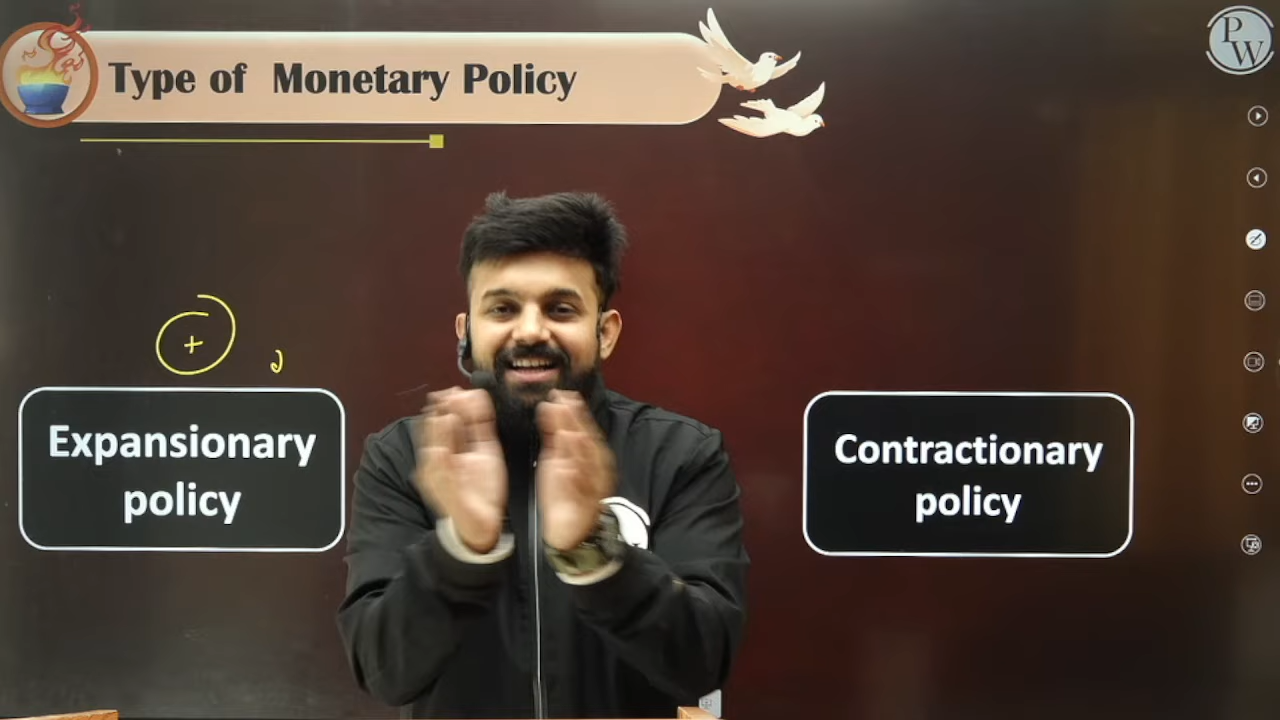 Type of Monetary Policy
PW
+
Expansionary
policy
Contractionary
policy